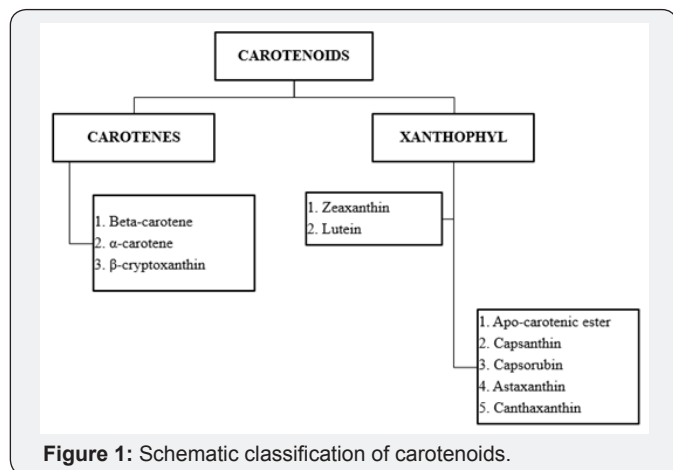 CAROTENOIDS
CAROTENES
XANTHOPHYL
1. Beta-carotene
2. α-carotene
3. β-cryptoxanthin
1. Zeaxanthin
2. Lutein
1. Apo-carotenic ester
2. Capsanthin
3. Capsorubin
4. Astaxanthin
5. Canthaxanthin
Figure 1: Schematic classification of carotenoids.